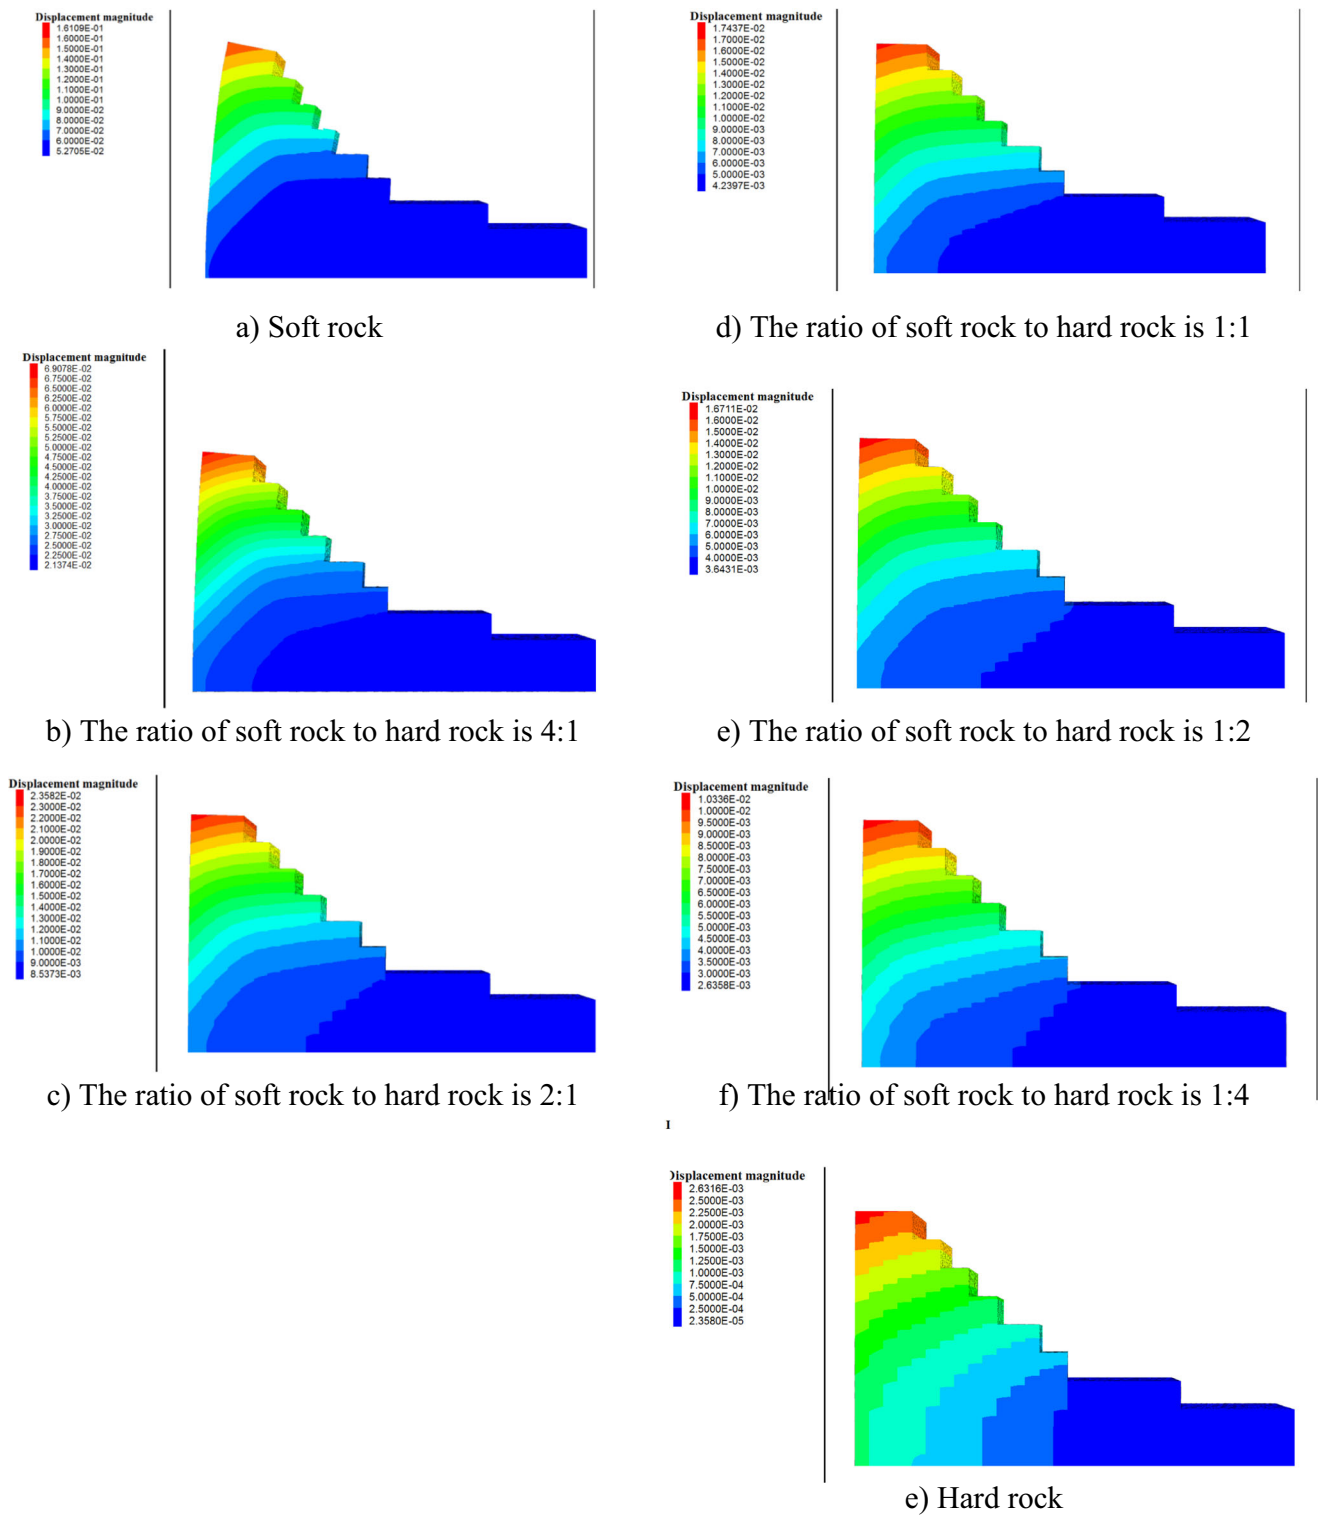 Displacement magnitude
1.6109E-01
1.6000E-01
1.5000E-01
1.4000E-01
1.3000E-01
1.2000E-01
1.1000E-01
1.0000E-01
9.0000E-02
8.0000E-02
7.0000E-02
6.0000E-02
5.2705E-02
a) Soft rock
Displacement magnitude
6.9078E-02
6.7500E-02
6.5000E-02
6.2500E-02
6.0000E-02
5.7500E-02
5.5000E-02
5.2500E-02
5.0000E-02
4.7500E-02
4.5000E-02
4.2500E-02
4.0000E-02
3.7500E-02
3.5000E-02
3.2500E-02
3.0000E-02
2.7500E-02
2.5000E-02
2.2500E-02
2.1374E-02
b) The ratio of soft rock to hard rock is 4:1
Displacement magnitude
2.3582E-02
2.3000E-02
2.2000E-02
2.1000E-02
2.0000E-02
1.9000E-02
1.8000E-02
1.7000E-02
1.6000E-02
1.5000E-02
1.4000E-02
1.3000E-02
1.2000E-02
1.1000E-02
1.0000E-02
9.0000E-03
8.5373E-03
c) The ratio of soft rock to hard rock is 2:1
Displacement magnitude
1.7437E-02
1.7000E-02
1.6000E-02
1.5000E-02
1.4000E-02
1.3000E-02
1.2000E-02
1.1000E-02
1.0000E-02
9.0000E-03
8.0000E-03
7.0000E-03
6.0000E-03
5.0000E-03
4.2397E-03
d) The ratio of soft rock to hard rock is 1:1
Displacement magnitude
1.6711E-02
1.6000E-02
1.5000E-02
1.4000E-02
1.3000E-02
1.2000E-02
1.1000E-02
1.0000E-02
9.0000E-03
8.0000E-03
7.0000E-03
6.0000E-03
5.0000E-03
4.0000E-03
3.6431E-03
e) The ratio of soft rock to hard rock is 1:2
Displacement magnitude
1.0336E-02
1.0000E-02
9.5000E-03
9.0000E-03
8.5000E-03
8.0000E-03
7.5000E-03
7.0000E-03
6.5000E-03
6.0000E-03
5.5000E-03
5.0000E-03
4.5000E-03
4.0000E-03
3.5000E-03
3.0000E-03
2.6358E-03
f) The ratio of soft rock to hard rock is 1:4
I
Displacement magnitude
2.6316E-03
2.5000E-03
2.2500E-03
2.0000E-03
1.7500E-03
1.5000E-03
1.2500E-03
1.0000E-03
7.5000E-04
5.0000E-04
2.5000E-04
2.3580E-05
e) Hard rock